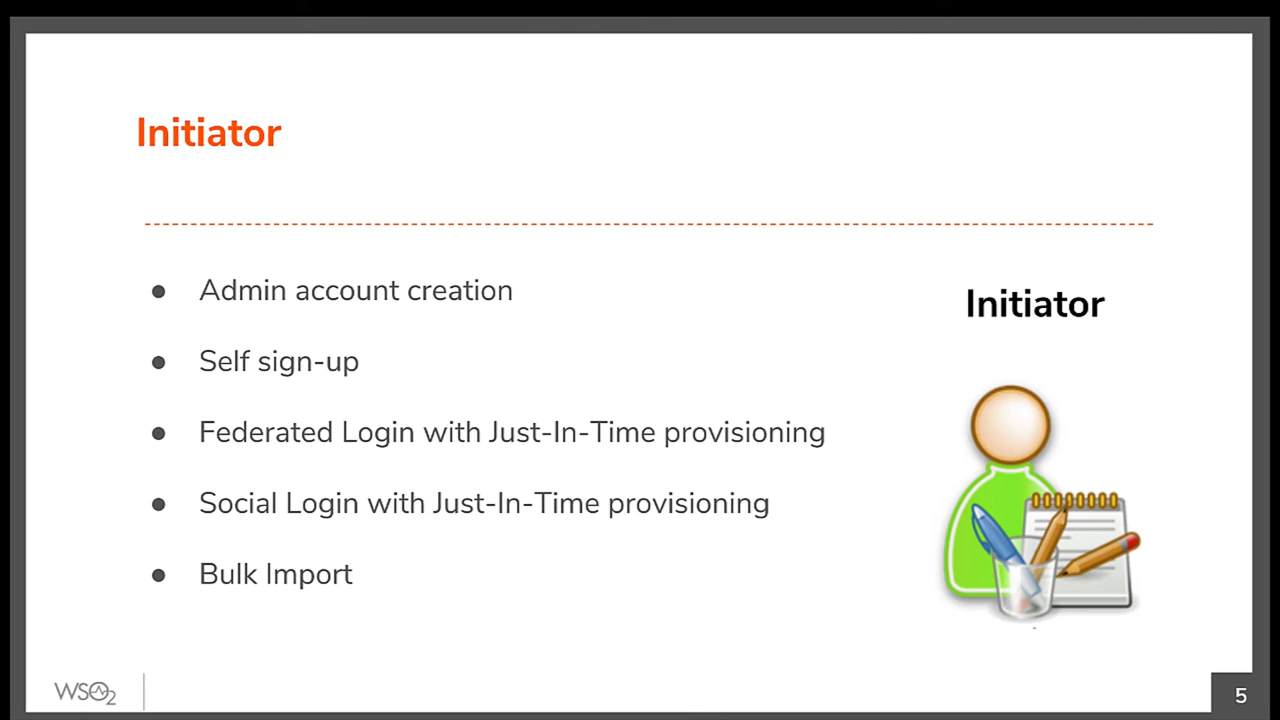 Initiator
● Admin account creation
● Self sign-up
● Federated Login with Just-In-Time provisioning
● Social Login with Just-In-Time provisioning
● Bulk Import
Initiator
WSO2
5